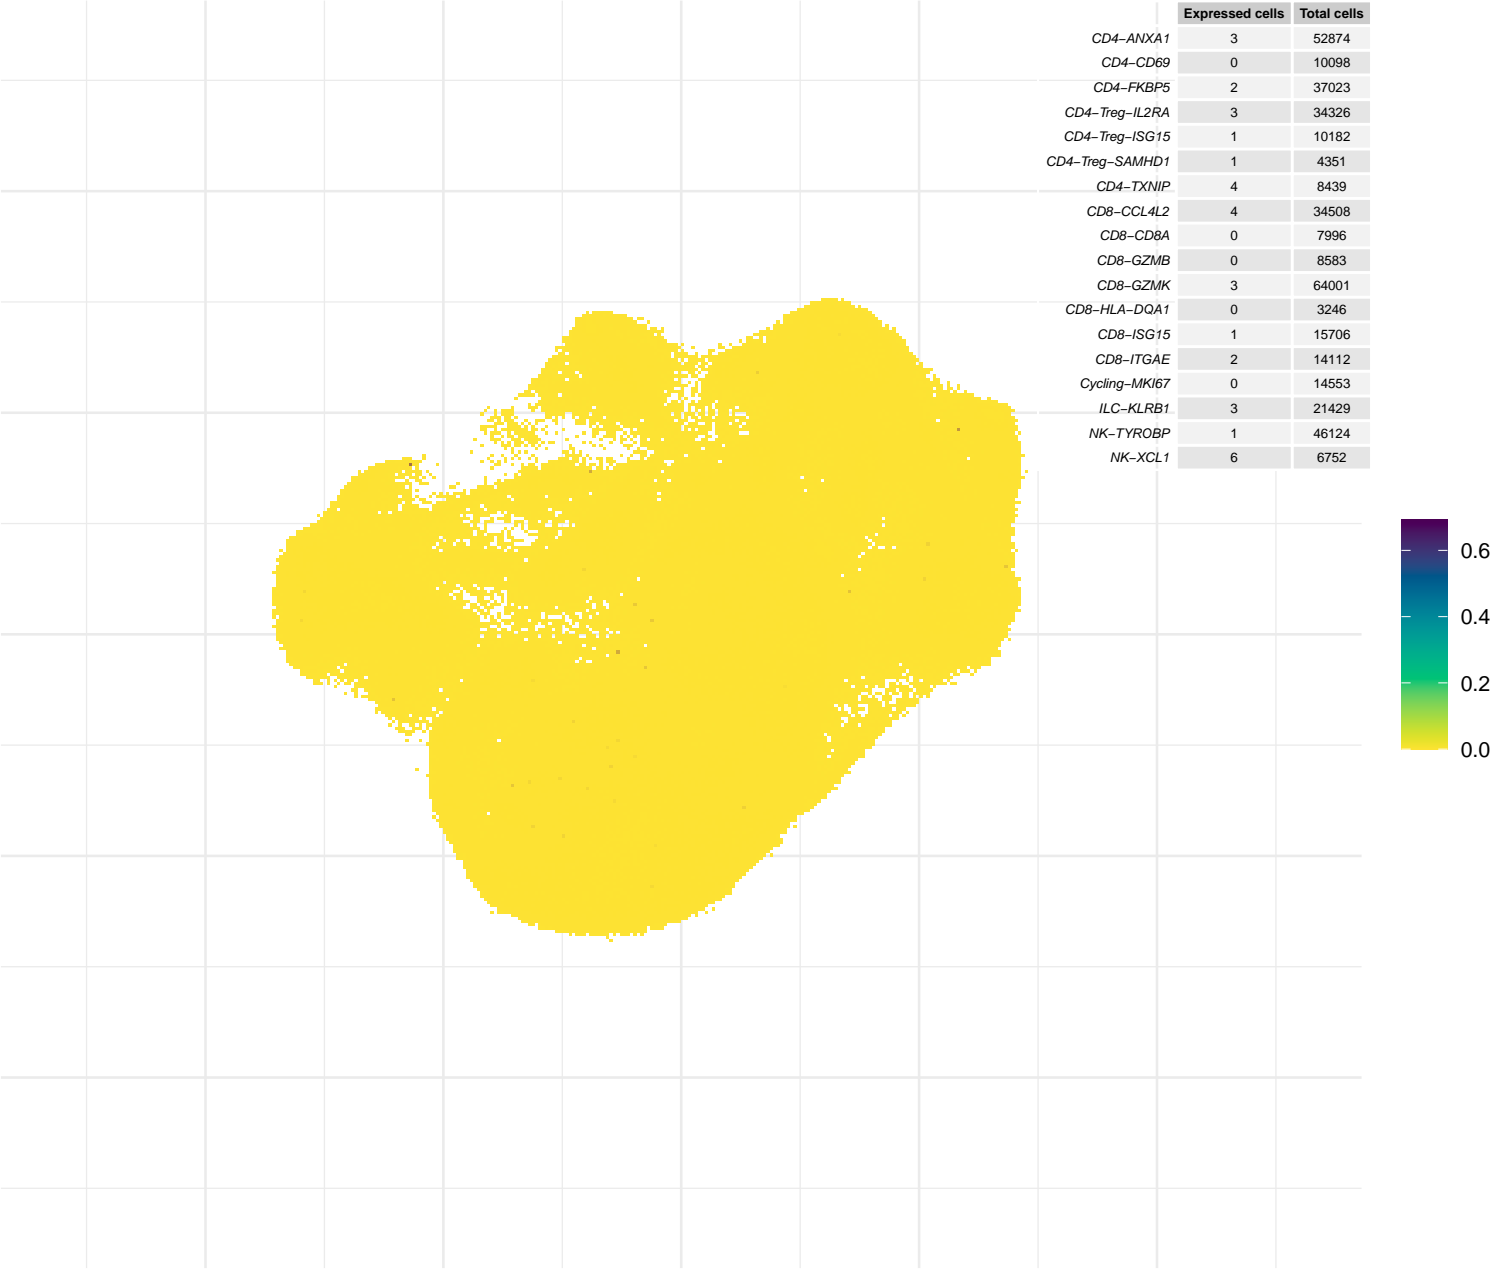 Expressed cells Total cells
CD4−ANXA1 3 52874
CD4−CD69 0 10098
CD4−FKBP5 2 37023
CD4−Treg−IL2RA 3 34326
CD4−Treg−ISG15 1 10182
CD4−Treg−SAMHD1 1 4351
CD4−TXNIP 4 8439
CD8−CCL4L2 4 34508
CD8−CD8A 0 7996
CD8−GZMB 0 8583
CD8−GZMK 3 64001
CD8−HLA−DQA1 0 3246
CD8−ISG15 1 15706
CD8−ITGAE 2 14112
Cycling−MKI67 0 14553
ILC−KLRB1 3 21429
NK−TYROBP 1 46124
NK−XCL1 6 6752
0.6
0.4
0.2
0.0